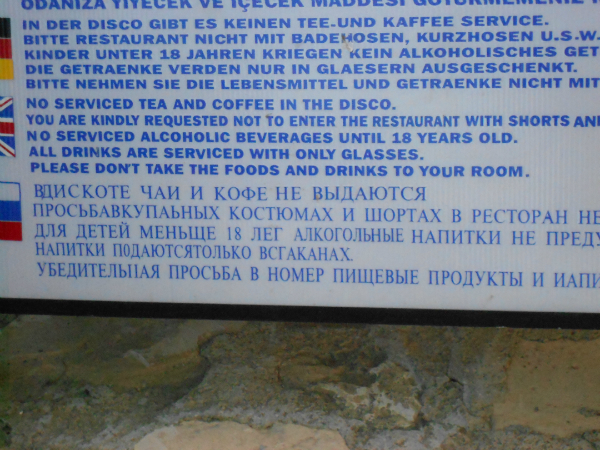 ODANIZA YİYECEK VE İÇECEK MADDESİ GÖTÜRMEMENİZ
IN DER DISCO GIBT ES KEINEN TEE-UND KAFFEE SERVICE.
BITTE RESTAURANT NICHT MIT BADEHOSEN, KURZHOSEN U.S.W.
KINDER UNTER 18 JAHREN KRIEGEN KEIN ALKOHOLISCHES GET
DIE GETRAENKE VERDEN NUR IN GLAESERN AUSGESCHENKT.
BITTE NEHMEN SIE DIE LEBENSMITTEL UND GETRAENKE NICHT MIT
NO SERVICED TEA AND COFFEE IN THE DISCO.
YOU ARE KINDLY REQUESTED NOT TO ENTER THE RESTAURANT WITH SHORTS AND
NO SERVICED ALCOHOLIC BEVERAGES UNTIL 18 YEARS OLD.
ALL DRINKS ARE SERVICED WITH ONLY GLASSES.
PLEASE DON'T TAKE THE FOODS AND DRINKS TO YOUR ROOM.
ВДИСКОТЕ ЧАИ И КОФЕ НЕ ВЫДАЮТСЯ
ПРОСЬБАВКУПАЬНЫХ КОСТЮМАХ И ШОРТАХ В РЕСТОРАН НЕ
ДЛЯ ДЕТЕЙ МЕНЬЩЕ 18 ЛЕГ АЛКОГОЛЬНЫЕ НАПИТКИ НЕ ПРЕДУ
НАПИТКИ ПОДАЮТСЯТОЛЬКО ВСГАКАНАХ.
УБЕДИТЕЛЫІАЯ ПРОСЬБА В НОМЕР ПИЩЕВЫЕ ПРОДУКТЫ И ИАПИ